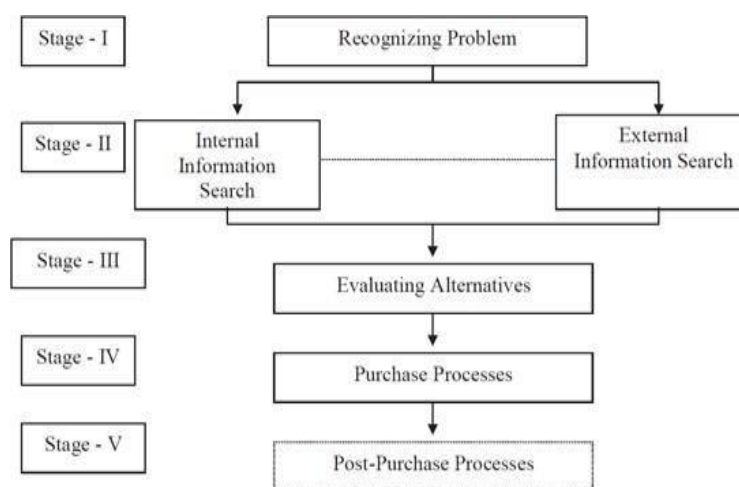 Stage - I
Recognizing Problem
Stage - II
Internal
Information
Search
External
Information Search
Stage - III
Evaluating Alternatives
Stage - IV
Purchase Processes
Stage - V
Post-Purchase Processes